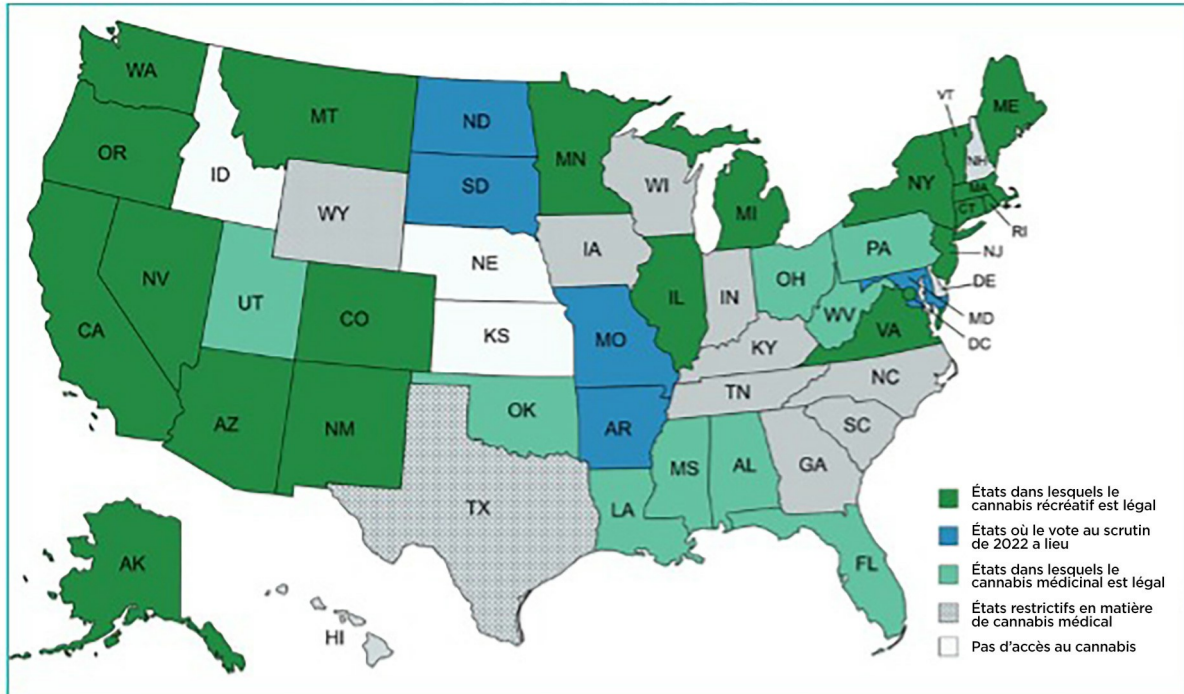 WA
MT
ND
MN
ME
VT
OR
ID
SD
WI
NH
NY
MA
CT
RI
WY
MI
IA
PA
NJ
NE
NV
UT
CO
IL
IN
OH
DE
WV
MD
CA
KS
MO
VA
DC
KY
NC
TN
AZ
NM
OK
AR
SC
MS
AL
GA
TX
LA
FL
AK
HI
États dans lesquels le
cannabis récréatif est légal
États où le vote au scrutin
de 2022 a lieu
États dans lesquels le
cannabis médicinal est légal
États restrictifs en matière
de cannabis médical
Pas d'accès au cannabis